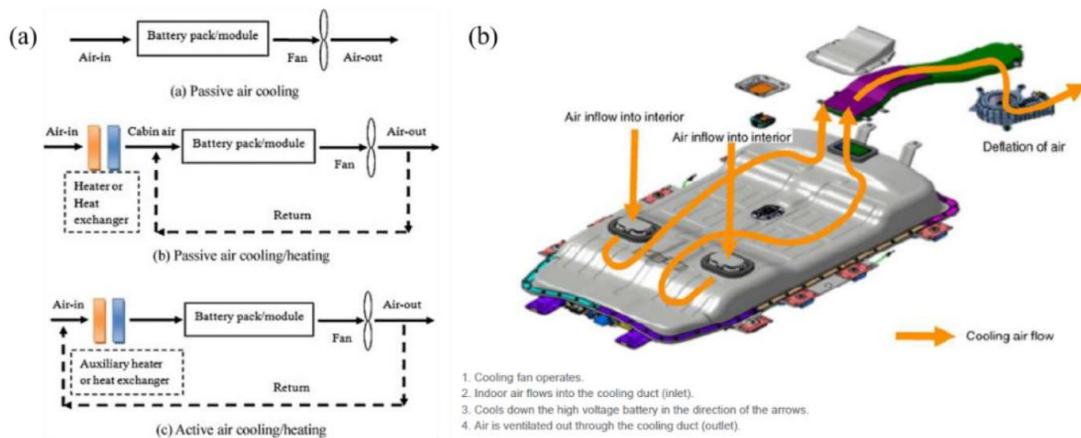 (a)
Battery pack/module
Air-in
Fan
Air-out
(a) Passive air cooling
Air-in
Cabin air
Battery pack/module
Air-out
Fan
Heater or
Heat
exchanger
Return
(b) Passive air cooling/heating
Air-in
Battery pack/module
Air-out
Fan
Auxiliary heater
or heat exchanger
Return
(c) Active air cooling/heating
(b)
Air inflow into interior
Air inflow into interior
Deflation of air
Cooling air flow
1. Cooling fan operates.
2. Indoor air flows into the cooling duct (inlet).
3. Cools down the high voltage battery in the direction of the arrows.
4. Air is ventilated out through the cooling duct (outlet).